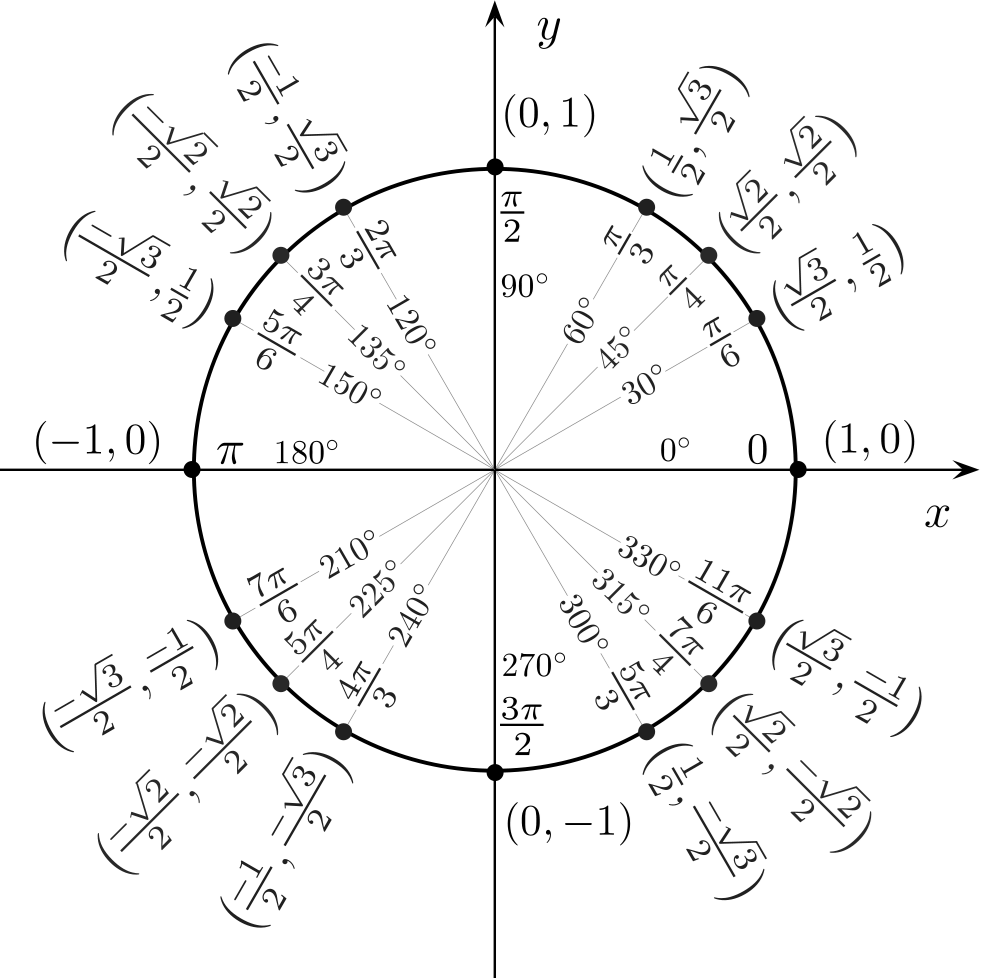 y
(0, 1)
π/2
90°
(1/2, √3/2)
π/3
60°
(√2/2, √2/2)
π/4
45°
(√3/2, 1/2)
π/6
30°
(−1/2, √3/2)
2π/3
120°
(−√2/2, √2/2)
3π/4
135°
(−√3/2, 1/2)
5π/6
150°
(−1, 0) π 180° 0° 0 (1, 0)
x
210°
7π/6
(−√3/2, −1/2)
225°
5π/4
(−√2/2, −√2/2)
240°
4π/3
(−1/2, −√3/2)
330°
11π/6
(√3/2, −1/2)
315°
7π/4
(√2/2, −√2/2)
300°
5π/3
(1/2, −√3/2)
270°
3π/2
(0, −1)